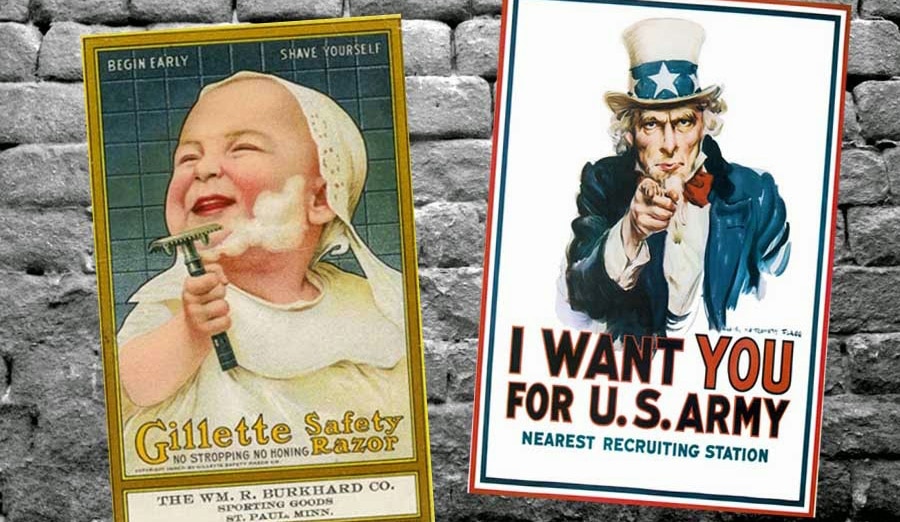 BEGIN EARLY
SHAVE YOURSELF
Gillette Safety Razor
NO STROPPING NO HONING
THE WM. R. BURKHARD CO.
SPORTING GOODS
ST. PAUL, MINN.
I WANT YOU
FOR U.S. ARMY
NEAREST RECRUITING STATION